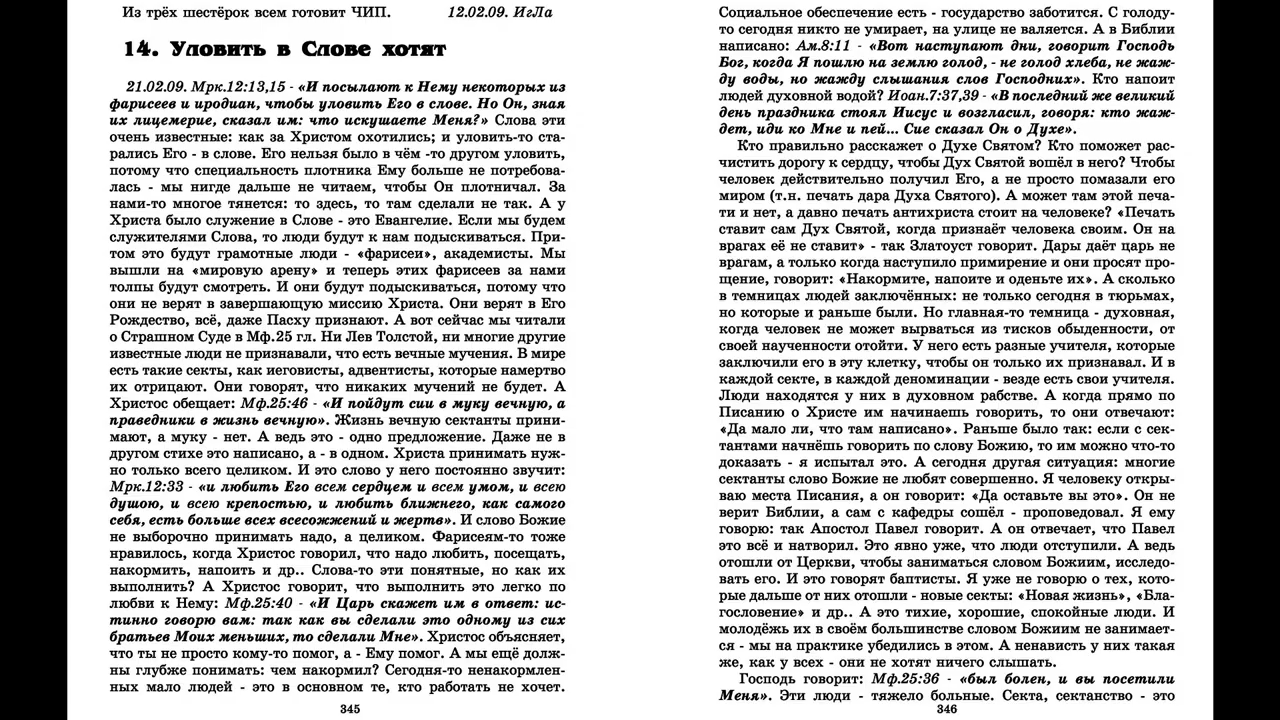 Из трёх шестёрок всем готовит ЧИП. 12.02.09. ИгЛа
14. Уловить в Слове хотят
21.02.09. Мрк.12:13,15 - «И посылают к Нему некоторых из
фарисеев и иродиан, чтобы уловить Его в слове. Но Он, зная
их лицемерие, сказал им: что искушаете Меня?» Слова эти
очень известные: как за Христом охотились; и уловить-то ста-
рались Его - в слове. Его нельзя было в чём -то другом уловить,
потому что специальность плотника Ему больше не потребова-
лась - мы нигде дальше не читаем, чтобы Он плотничал. За
нами-то многое тянется: то здесь, то там сделали не так. А у
Христа было служение в Слове - это Евангелие. Если мы будем
служителями Слова, то люди будут к нам подыскиваться. При-
том это будут грамотные люди - «фарисеи», академисты. Мы
вышли на «мировую арену» и теперь этих фарисеев за нами
толпы будут смотреть. И они будут подыскиваться, потому что
они не верят в завершающую миссию Христа. Они верят в Его
Рождество, всё, даже Пасху признают. А вот сейчас мы читали
о Страшном Суде в Мф.25 гл. Ни Лев Толстой, ни многие другие
известные люди не признавали, что есть вечные мучения. В мире
есть такие секты, как иеговисты, адвентисты, которые намертво
их отрицают. Они говорят, что никаких мучений не будет. А
Христос обещает: Мф.25:46 - «И пойдут сии в муку вечную, а
праведники в жизнь вечную». Жизнь вечную сектанты прини-
мают, а муку - нет. А ведь это - одно предложение. Даже не в
другом стихе это написано, а - в одном. Христа принимать нуж-
но только всего целиком. И это слово у него постоянно звучит:
Мрк.12:33 - «и любить Его всем сердцем и всем умом, и всею
душою, и всею крепостью, и любить ближнего, как самого
себя, есть больше всех всесожжений и жертв». И слово Божие
не выборочно принимать надо, а целиком. Фарисеям-то тоже
нравилось, когда Христос говорил, что надо любить, посещать,
накормить, напоить и др.. Слова-то эти понятные, но как их
выполнить? А Христос говорит, что выполнить это легко по
любви к Нему: Мф.25:40 - «И Царь скажет им в ответ: ис-
тинно говорю вам: так как вы сделали это одному из сих
братьев Моих меньших, то сделали Мне». Христос объясняет,
что ты не просто кому-то помог, а - Ему помог. А мы ещё долж-
ны глубже понимать: чем накормил? Сегодня-то ненакормлен-
ных мало людей - это в основном те, кто работать не хочет.
345
Социальное обеспечение есть - государство заботится. С голоду-
то сегодня никто не умирает, на улице не валяется. А в Библии
написано: Ам.8:11 - «Вот наступают дни, говорит Господь
Бог, когда Я пошлю на землю голод, - не голод хлеба, не жаж-
ду воды, но жажду слышания слов Господних». Кто напоит
людей духовной водой? Иоан.7:37,39 - «В последний же великий
день праздника стоял Иисус и возгласил, говоря: кто жаж-
дет, иди ко Мне и пей... Сие сказал Он о Духе».
Кто правильно расскажет о Духе Святом? Кто поможет рас-
чистить дорогу к сердцу, чтобы Дух Святой вошёл в него? Чтобы
человек действительно получил Его, а не просто помазали его
миром (т.н. печать дара Духа Святого). А может там этой печа-
ти и нет, а давно печать антихриста стоит на человеке? «Печать
ставит сам Дух Святой, когда признаёт человека своим. Он на
врагах её не ставит» - так Златоуст говорит. Дары даёт царь не
врагам, а только когда наступило примирение и они просят про-
щение, говорит: «Накормите, напоите и оденьте их». А сколько
в темницах людей заключённых: не только сегодня в тюрьмах,
но которые и раньше были. Но главная-то темница - духовная,
когда человек не может вырваться из тисков обыденности, от
своей наученности отойти. У него есть разные учителя, которые
заключили его в эту клетку, чтобы он только их признавал. И в
каждой секте, в каждой деноминации - везде есть свои учителя.
Люди находятся у них в духовном рабстве. А когда прямо по
Писанию о Христе им начинаешь говорить, то они отвечают:
«Да мало ли, что там написано». Раньше было так: если с сек-
тантами начнёшь говорить по слову Божию, то им можно что-то
доказать - я испытал это. А сегодня другая ситуация: многие
сектанты слово Божие не любят совершенно. Я человеку откры-
ваю места Писания, а он говорит: «Да оставьте вы это». Он не
верит Библии, а сам с кафедры сошёл - проповедовал. Я ему
говорю: так Апостол Павел говорит. А он отвечает, что Павел
это всё и натворил. Это явно уже, что люди отступили. А ведь
отошли от Церкви, чтобы заниматься словом Божиим, исследо-
вать его. И это говорят баптисты. Я уже не говорю о тех, кото-
рые дальше от них отошли - новые секты: «Новая жизнь», «Бла-
гословение» и др.. А это тихие, хорошие, спокойные люди. И
молодёжь их в своём большинстве словом Божиим не занимает-
ся - мы на практике убедились в этом. А ненависть у них такая
же, как у всех - они не хотят ничего слышать.
Господь говорит: Мф.25:36 - «был болен, и вы посетили
Меня». Эти люди - тяжело больные. Секта, сектанство - это
346